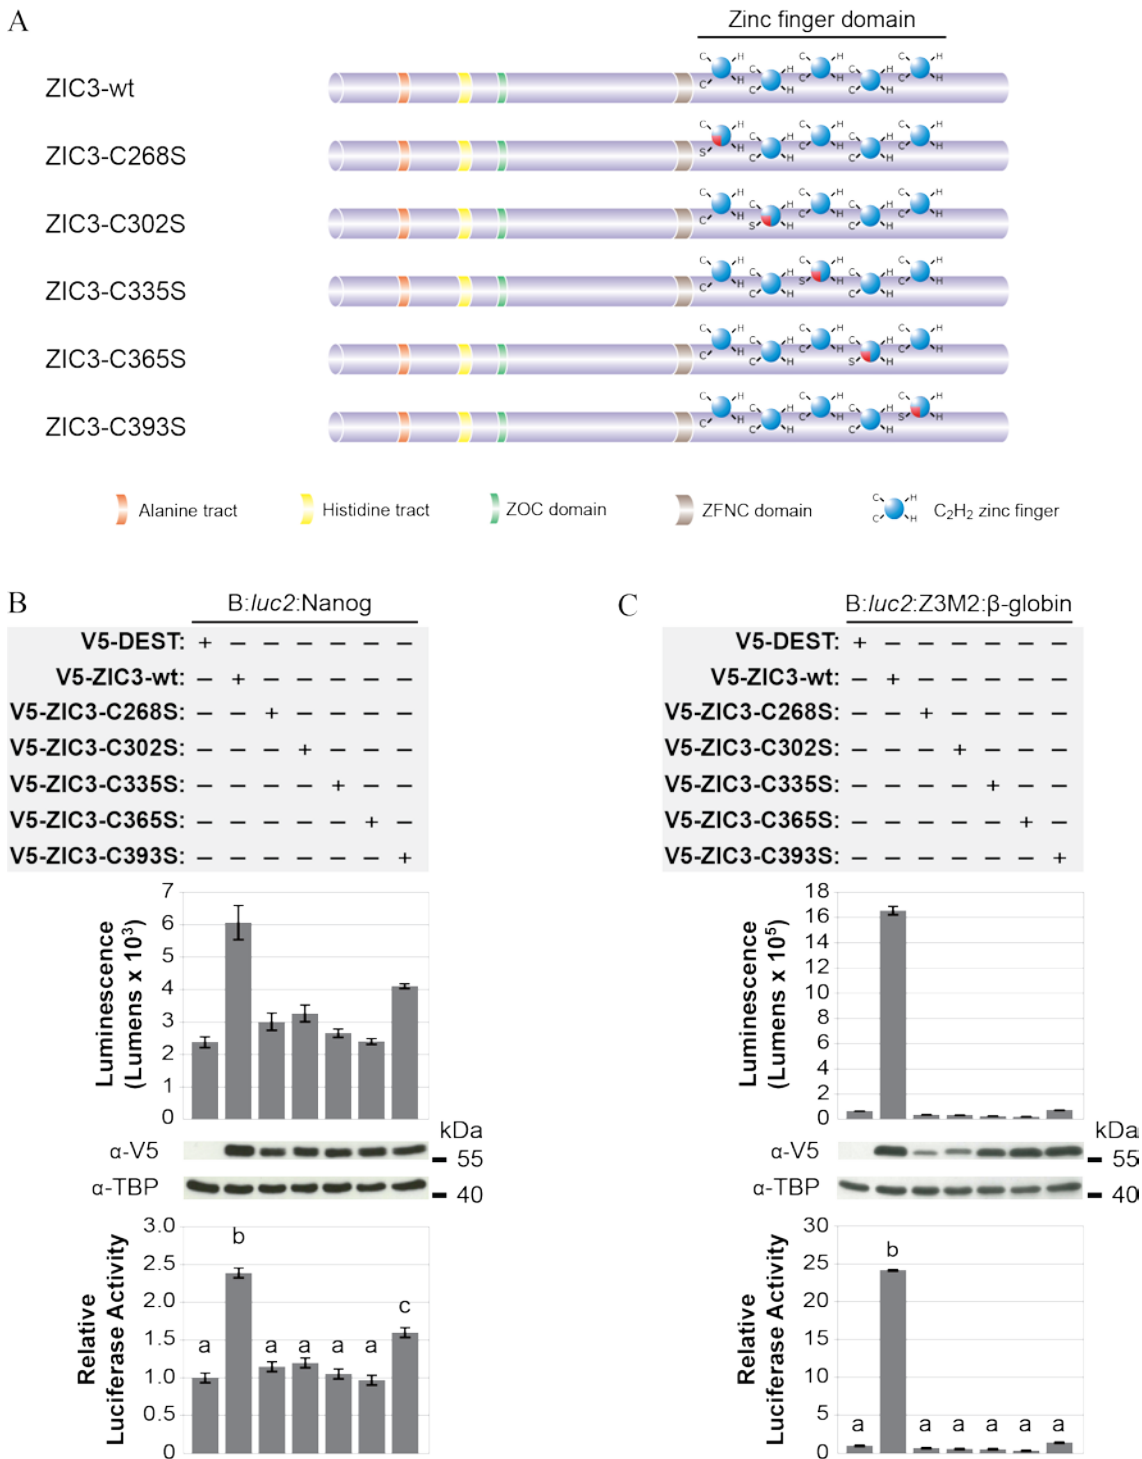 A
Zinc finger domain
ZIC3-wt
C H C C C C H H H H
C C C C C H H H H H
ZIC3-C268S
C H C C C C H H H H
S C C C C H H H H H
ZIC3-C302S
C H C C C C H H H H
C S C C C H H H H H
ZIC3-C335S
C H C C C C H H H H
C C S C C H H H H H
ZIC3-C365S
C H C C C C H H H H
C C C S C H H H H H
ZIC3-C393S
C H C C C C H H H H
C C C C S H H H H H
Alanine tract
Histidine tract
ZOC domain
ZFNC domain
C H
C H
C₂H₂ zinc finger
B
B:luc2:Nanog
V5-DEST: + – – – – – –
V5-ZIC3-wt: – + – – – – –
V5-ZIC3-C268S: – – + – – – –
V5-ZIC3-C302S: – – – + – – –
V5-ZIC3-C335S: – – – – + – –
V5-ZIC3-C365S: – – – – – + –
V5-ZIC3-C393S: – – – – – – +
Luminescence
(Lumens x 10³)
7
6
5
4
3
2
1
0
kDa
α-V5
55
α-TBP
40
Relative
Luciferase Activity
3.0
2.5
2.0
1.5
1.0
0.5
0
a b a a a a c
C
B:luc2:Z3M2:β-globin
V5-DEST: + – – – – – –
V5-ZIC3-wt: – + – – – – –
V5-ZIC3-C268S: – – + – – – –
V5-ZIC3-C302S: – – – + – – –
V5-ZIC3-C335S: – – – – + – –
V5-ZIC3-C365S: – – – – – + –
V5-ZIC3-C393S: – – – – – – +
Luminescence
(Lumens x 10⁵)
18
16
14
12
10
8
6
4
2
0
kDa
α-V5
55
α-TBP
40
Relative
Luciferase Activity
30
25
20
15
10
5
0
a b a a a a a